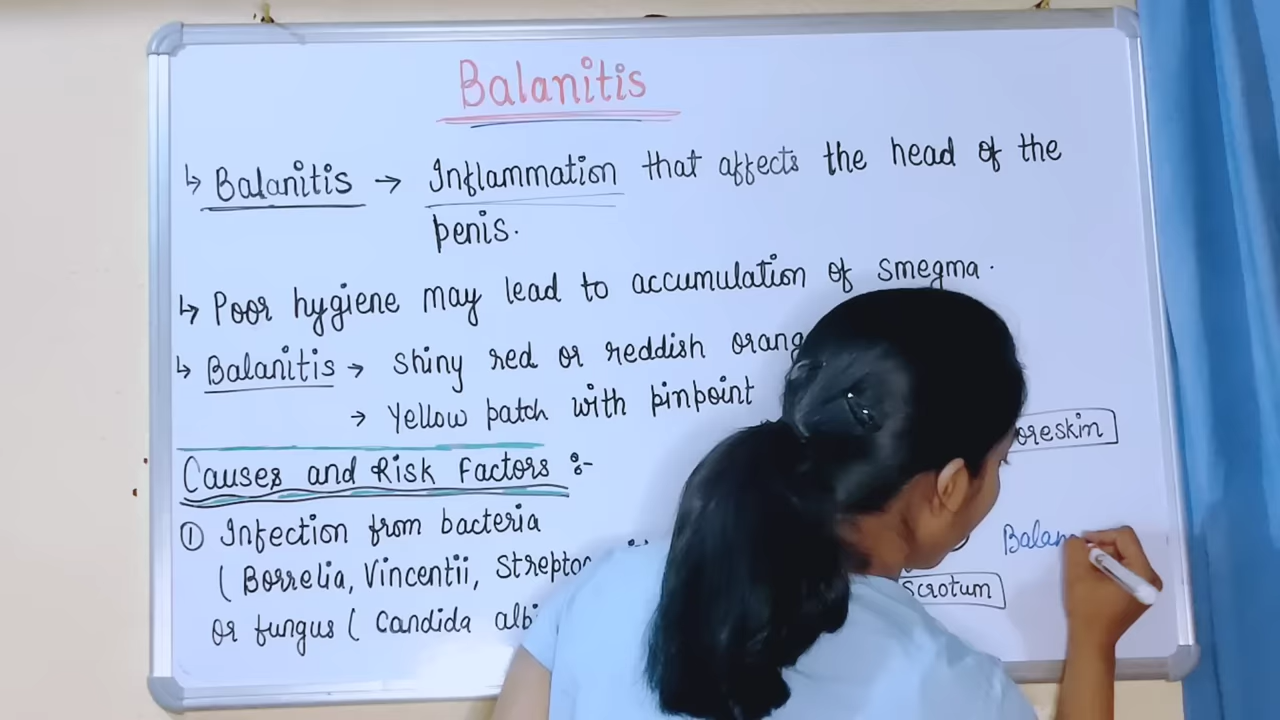 Balanitis
↳ Balanitis → Inflammation that affects the head of the
penis.
↳ Poor hygiene may lead to accumulation of smegma.
↳ Balanitis → Shiny red or reddish orang
→ Yellow patch with pinpoint
oreskin
Causes and Risk Factors :-
① Infection from bacteria
Balan
( Borrelia, Vincentii, Strepto
Scrotum
or fungus ( Candida albi